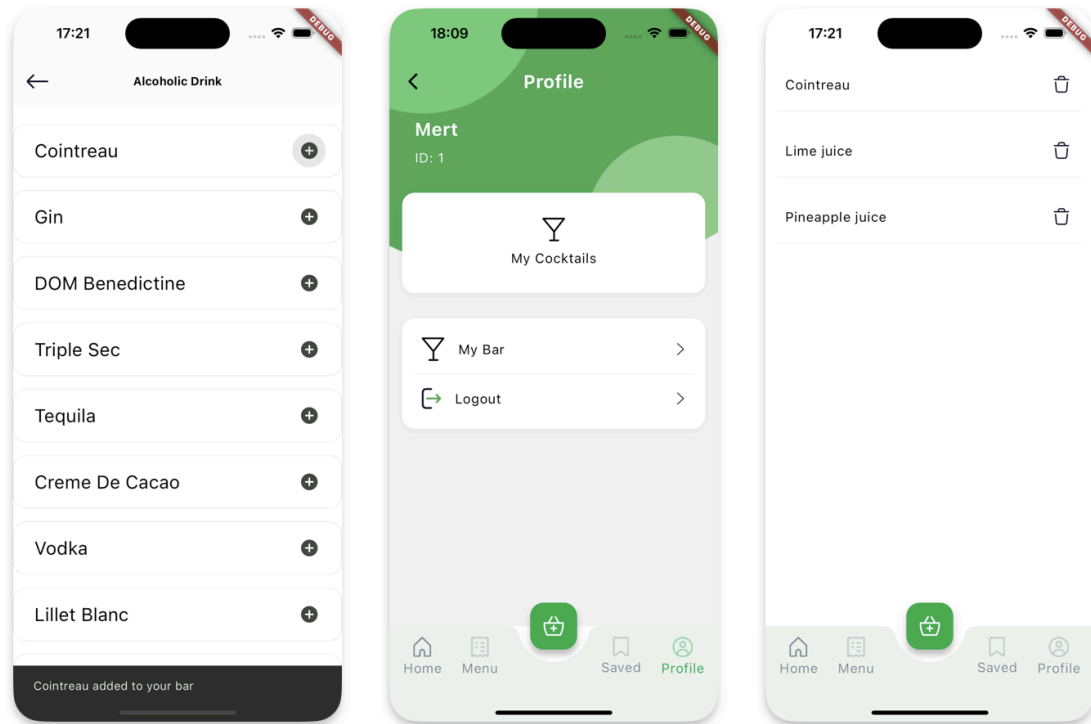 17:21
DEBUG
Alcoholic Drink
Cointreau
Gin
DOM Benedictine
Triple Sec
Tequila
Creme De Cacao
Vodka
Lillet Blanc
Cointreau added to your bar
18:09
DEBUG
Profile
Mert
ID: 1
My Cocktails
My Bar
Logout
Home Menu Saved Profile
17:21
DEBUG
Cointreau
Lime juice
Pineapple juice
Home Menu Saved Profile